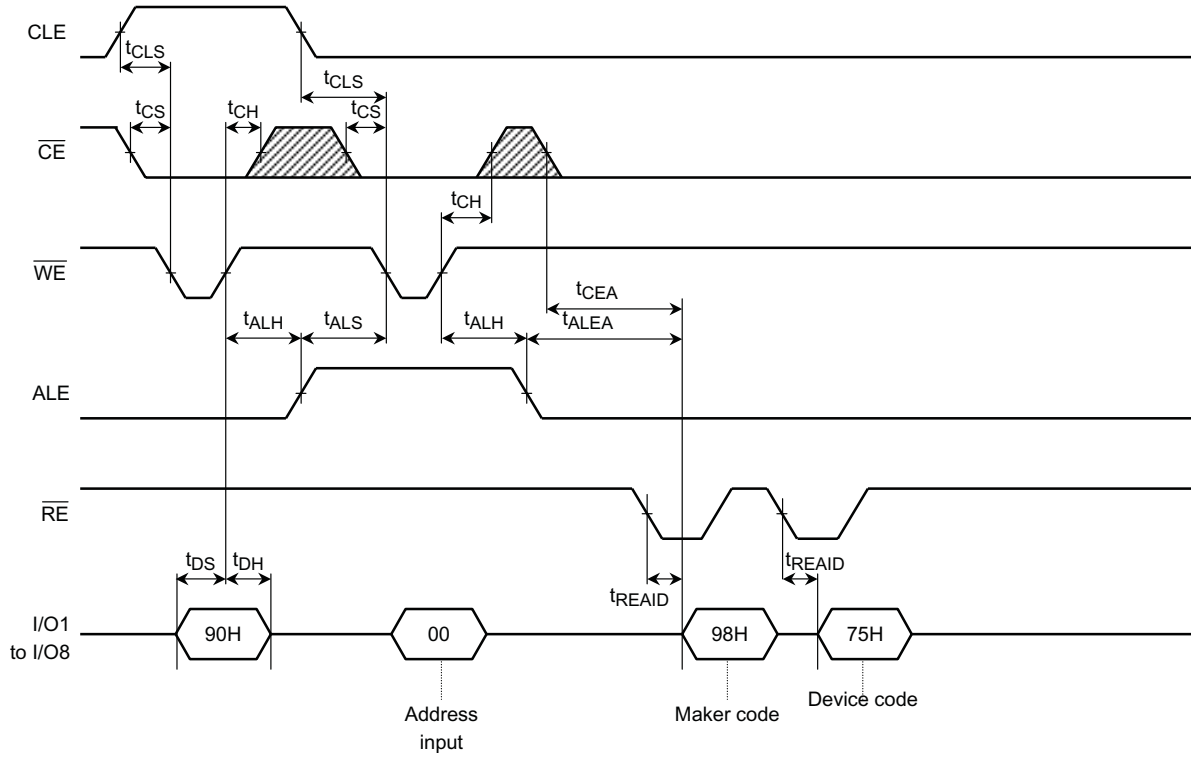 CLE
tCLS
tCLS
tCS
tCH
tCS
CE
tCH
WE
tCEA
tALH
tALS
tALH
tALEA
ALE
RE
tDS
tDH
tREAID
tREAID
I/O1
to I/O8
90H
00
98H
75H
Address
input
Maker code
Device code